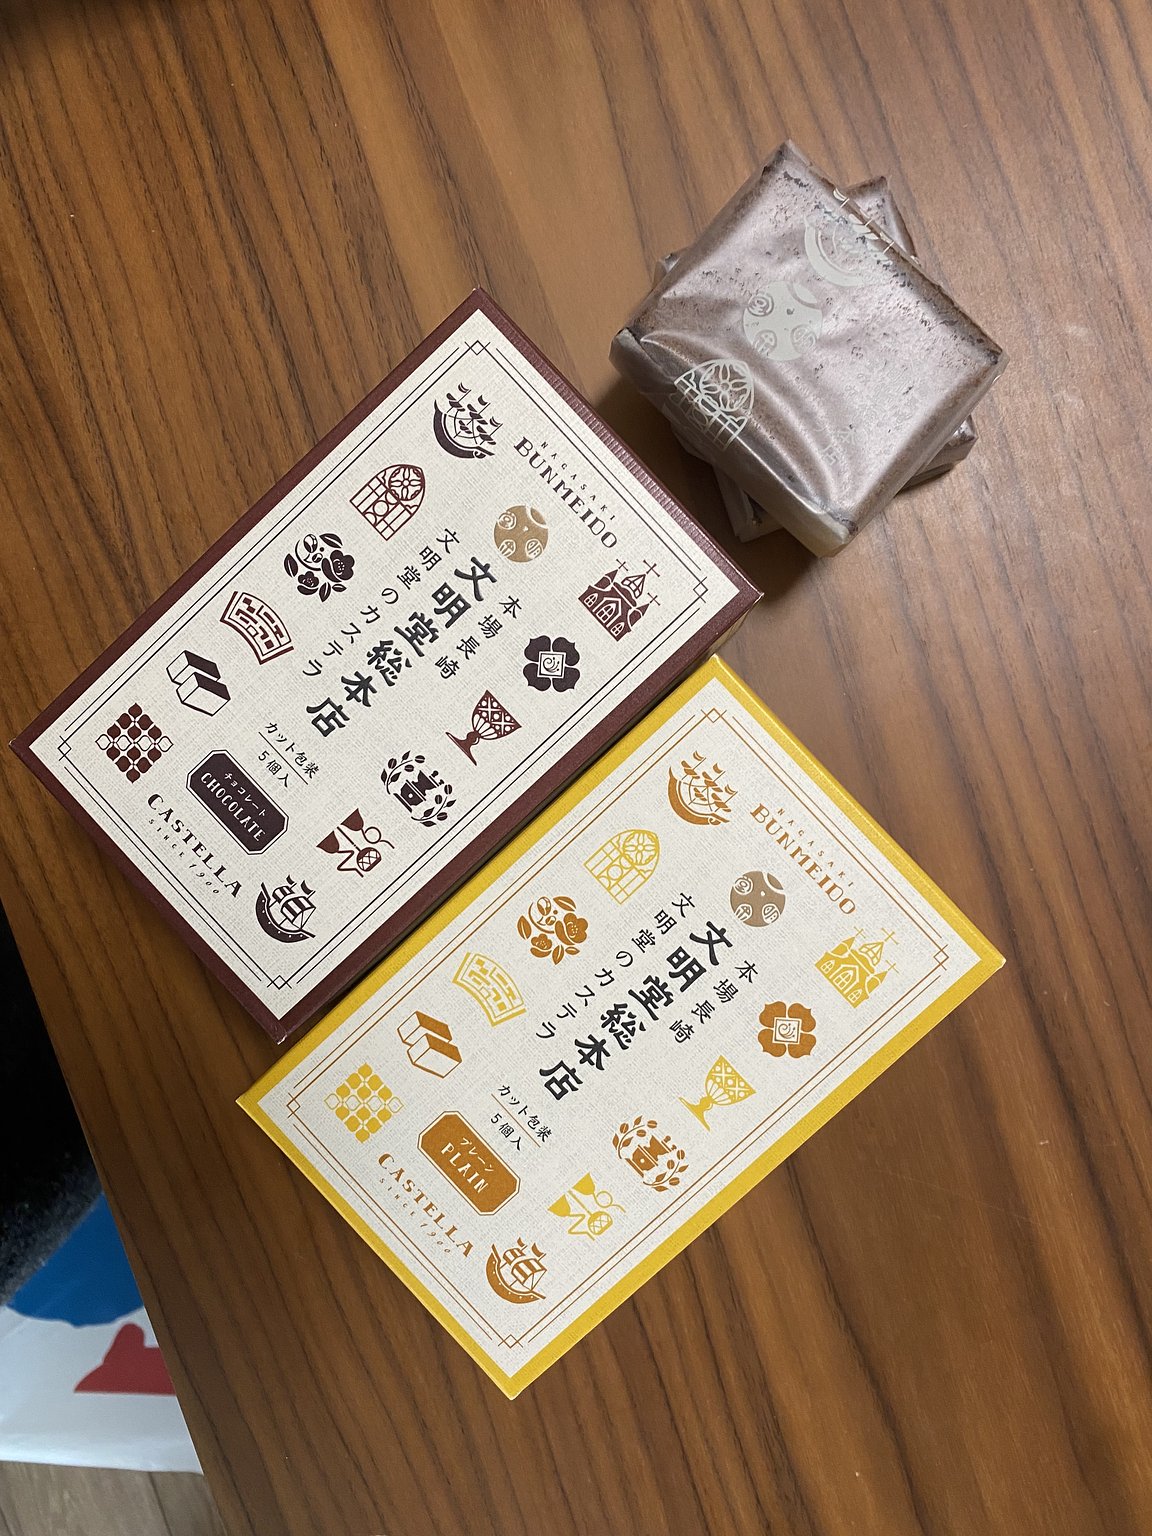 NAGASAKI
BUNMEIDO
本場長崎
文明堂総本店
文明堂のカステラ
カット包装
5個入
チョコレート
CHOCOLATE
CASTELLA
SINCE 1900
NAGASAKI
BUNMEIDO
本場長崎
文明堂総本店
文明堂のカステラ
カット包装
5個入
プレーン
PLAIN
CASTELLA
SINCE 1900